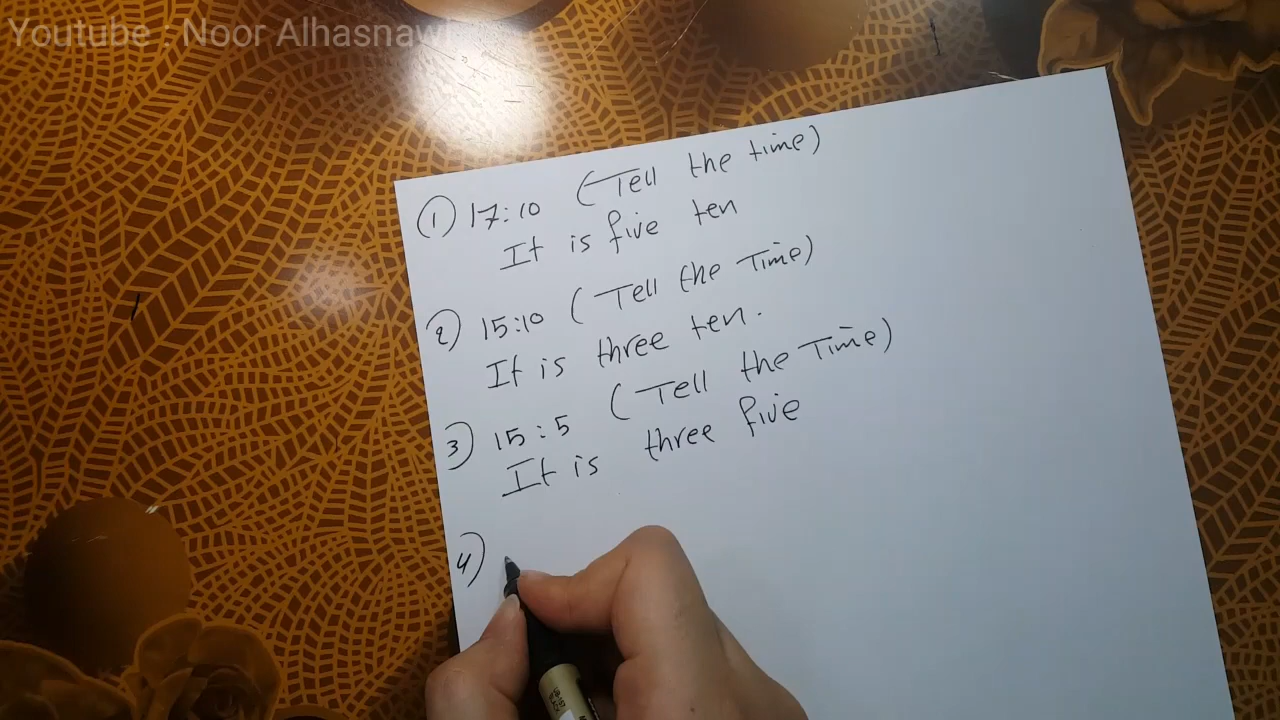 Youtube : Noor Alhasnawi
① 17:10 (Tell the time)
It is five ten
2) 15:10 (Tell the Time)
It is three ten.
3) 15:5 (Tell the Time)
It is three five
4)